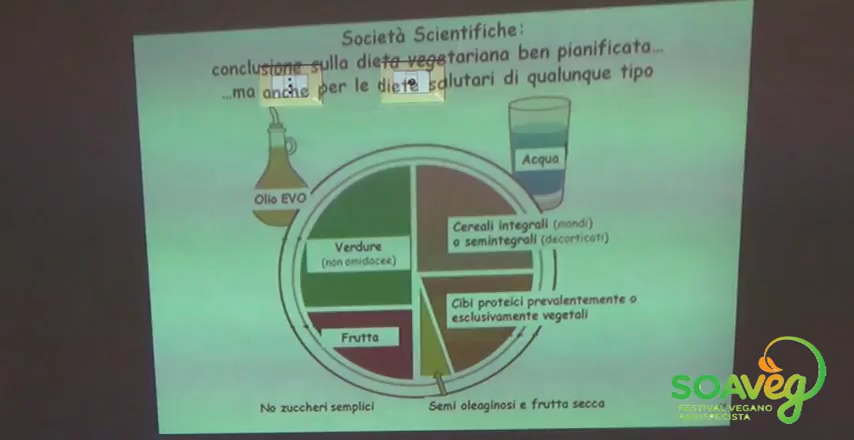 Società Scientifiche:
conclusione sulla dieta vegetariana ben pianificata...
...ma anche per le diete salutari di qualunque tipo
Acqua
Olio EVO
Cereali integrali (mondi)
o semintegrali (decorticati)
Verdure
(non amidacee)
Cibi proteici prevalentemente o
esclusivamente vegetali
Frutta
No zuccheri semplici
Semi oleaginosi e frutta secca
SOAVEG
FESTIVAL VEGANO
ANTISPECISTA